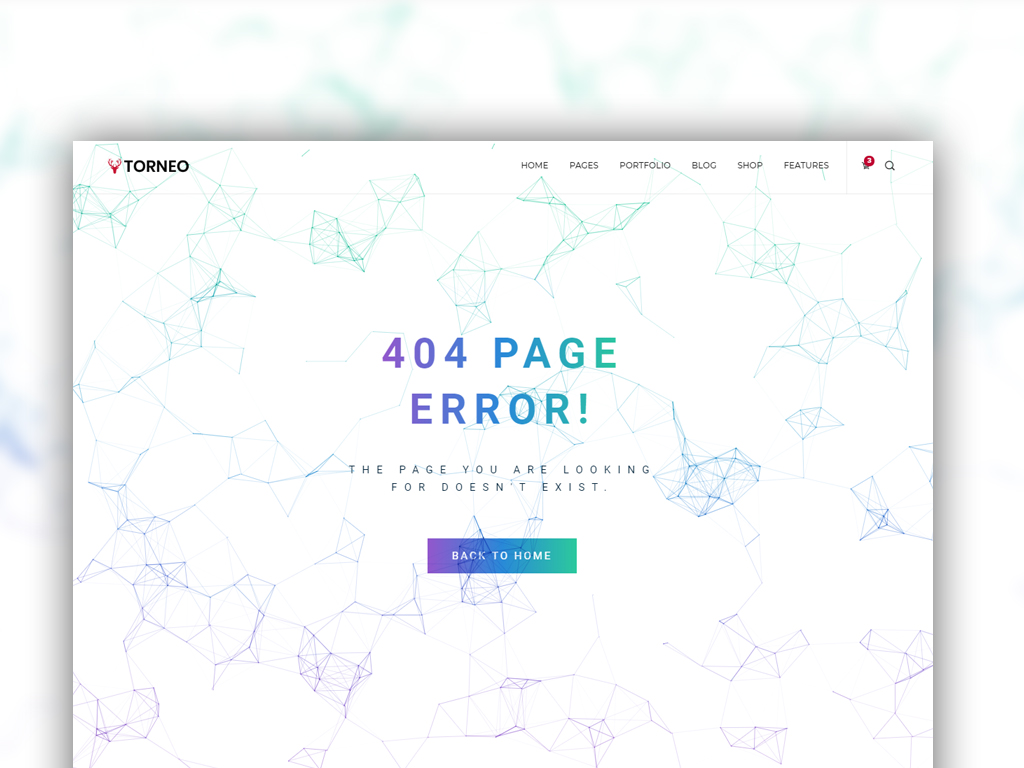 TORNEO
HOME PAGES PORTFOLIO BLOG SHOP FEATURES 3
404 PAGE
ERROR!
THE PAGE YOU ARE LOOKING
FOR DOESN'T EXIST.
BACK TO HOME